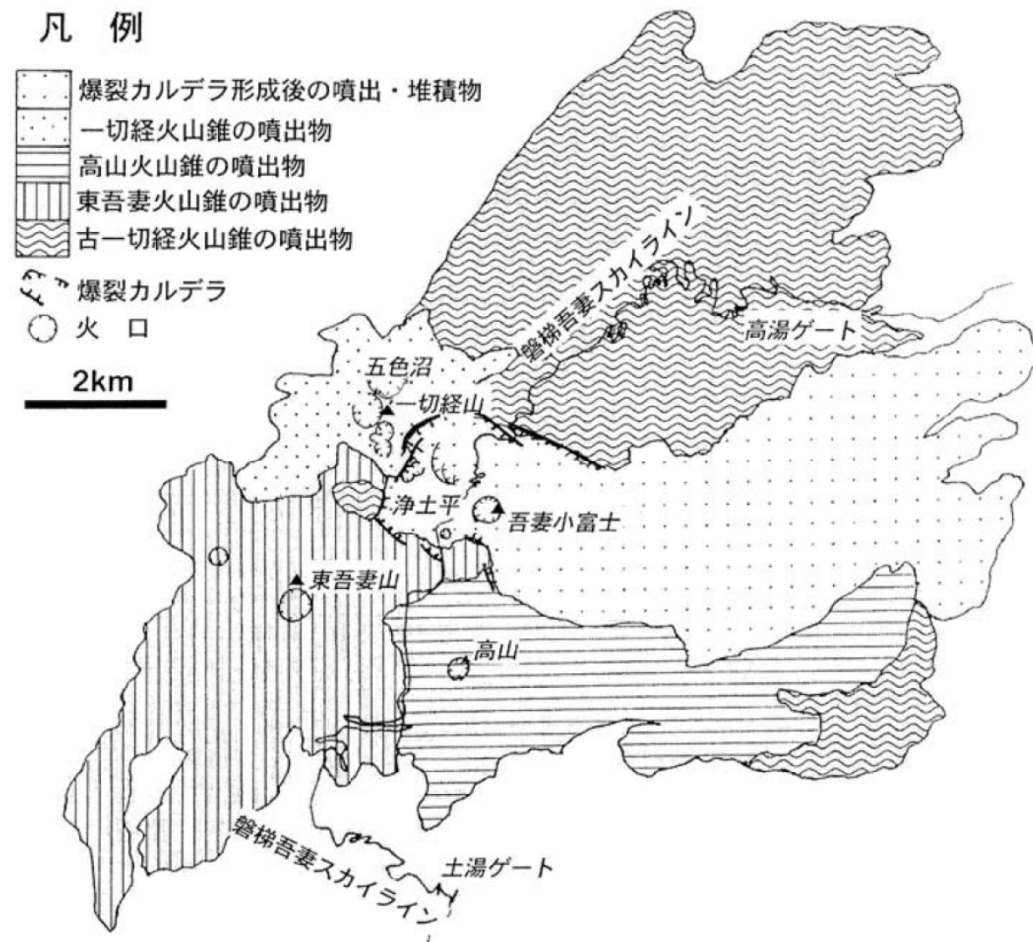 凡 例
爆裂カルデラ形成後の噴出・堆積物
一切経火山錐の噴出物
高山火山錐の噴出物
東吾妻火山錐の噴出物
古一切経火山錐の噴出物
爆裂カルデラ
火 口
2km
磐梯吾妻スカイライン
高湯ゲート
五色沼
一切経山
浄土平
吾妻小富士
東吾妻山
高山
磐梯吾妻スカイライン
土湯ゲート